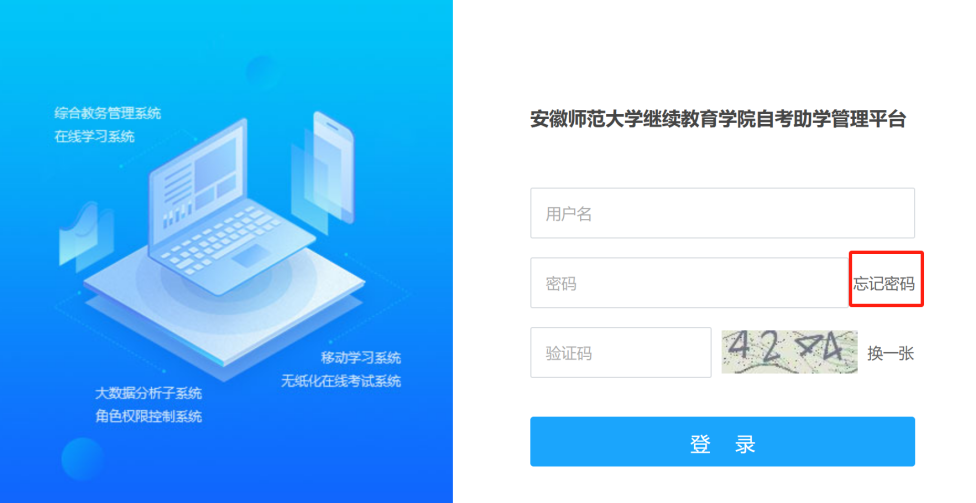 综合教务管理系统
在线学习系统
移动学习系统
无纸化在线考试系统
大数据分析子系统
角色权限控制系统
安徽师范大学继续教育学院自考助学管理平台
用户名
密码
忘记密码
验证码
换一张
登 录